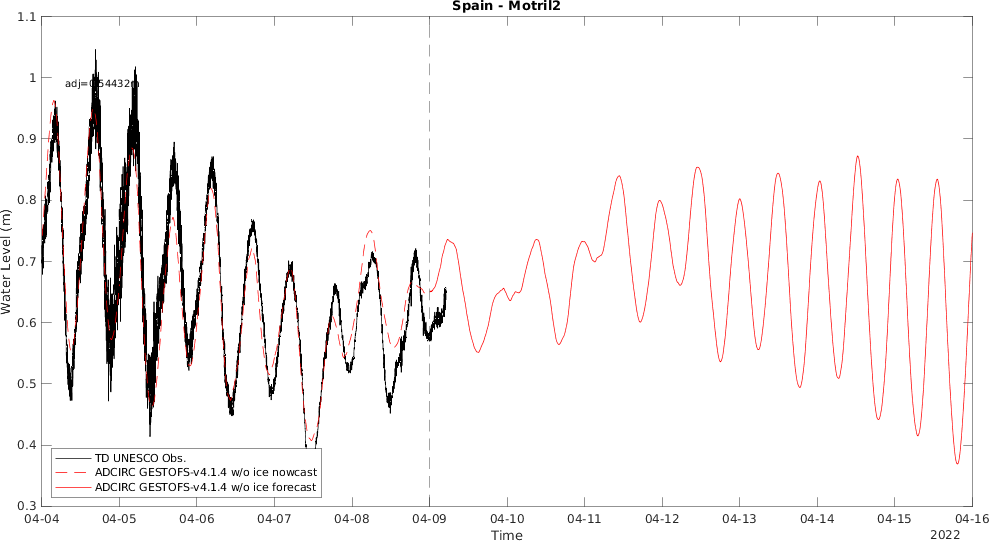 Spain - Motril2
1.1
1
0.9
0.8
0.7
0.6
0.5
0.4
0.3
Water Level (m)
adj=0.54432m
TD UNESCO Obs.
ADCIRC GESTOFS-v4.1.4 w/o ice nowcast
ADCIRC GESTOFS-v4.1.4 w/o ice forecast
04-04 04-05 04-06 04-07 04-08 04-09 04-10 04-11 04-12 04-13 04-14 04-15 04-16
Time
2022